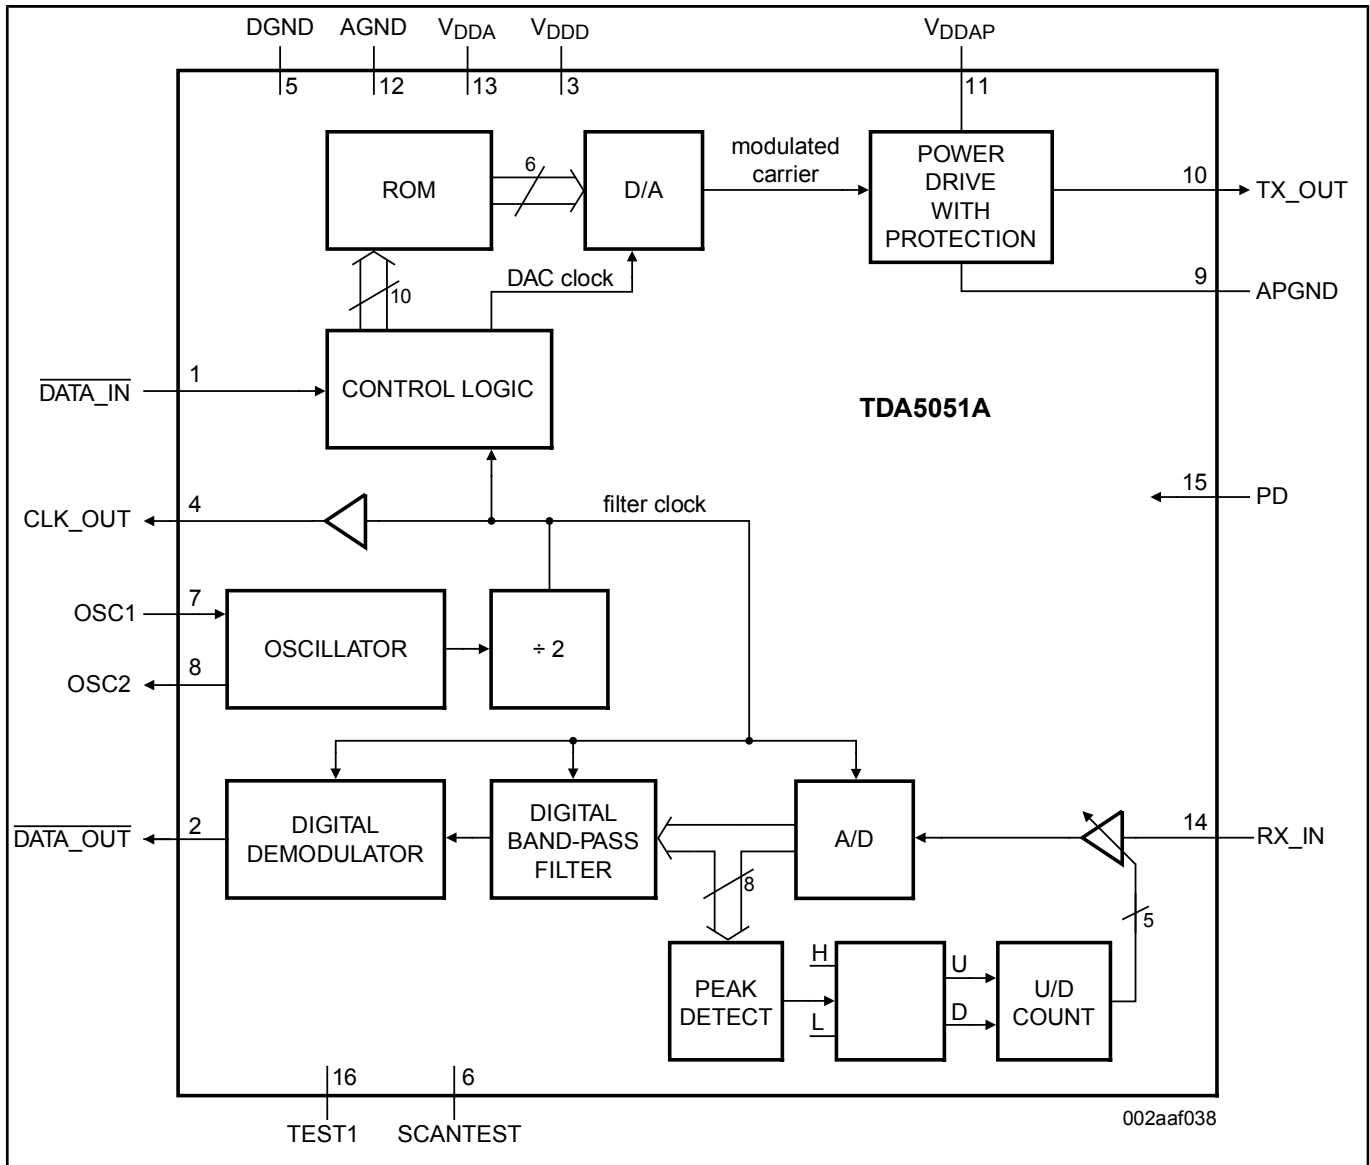 DGND AGND VDDA VDDD VDDAP
5 12 13 3 11
ROM
6
D/A
modulated
carrier
POWER
DRIVE
WITH
PROTECTION
10 TX_OUT
9 APGND
10
DAC clock
DATA_IN 1
CONTROL LOGIC
TDA5051A
15 PD
CLK_OUT 4
filter clock
OSC1 7
OSCILLATOR
÷ 2
OSC2 8
DATA_OUT 2
DIGITAL
DEMODULATOR
DIGITAL
BAND-PASS
FILTER
A/D
14 RX_IN
8
5
PEAK
DETECT
H
L
U
D
U/D
COUNT
16 6
TEST1 SCANTEST
002aaf038